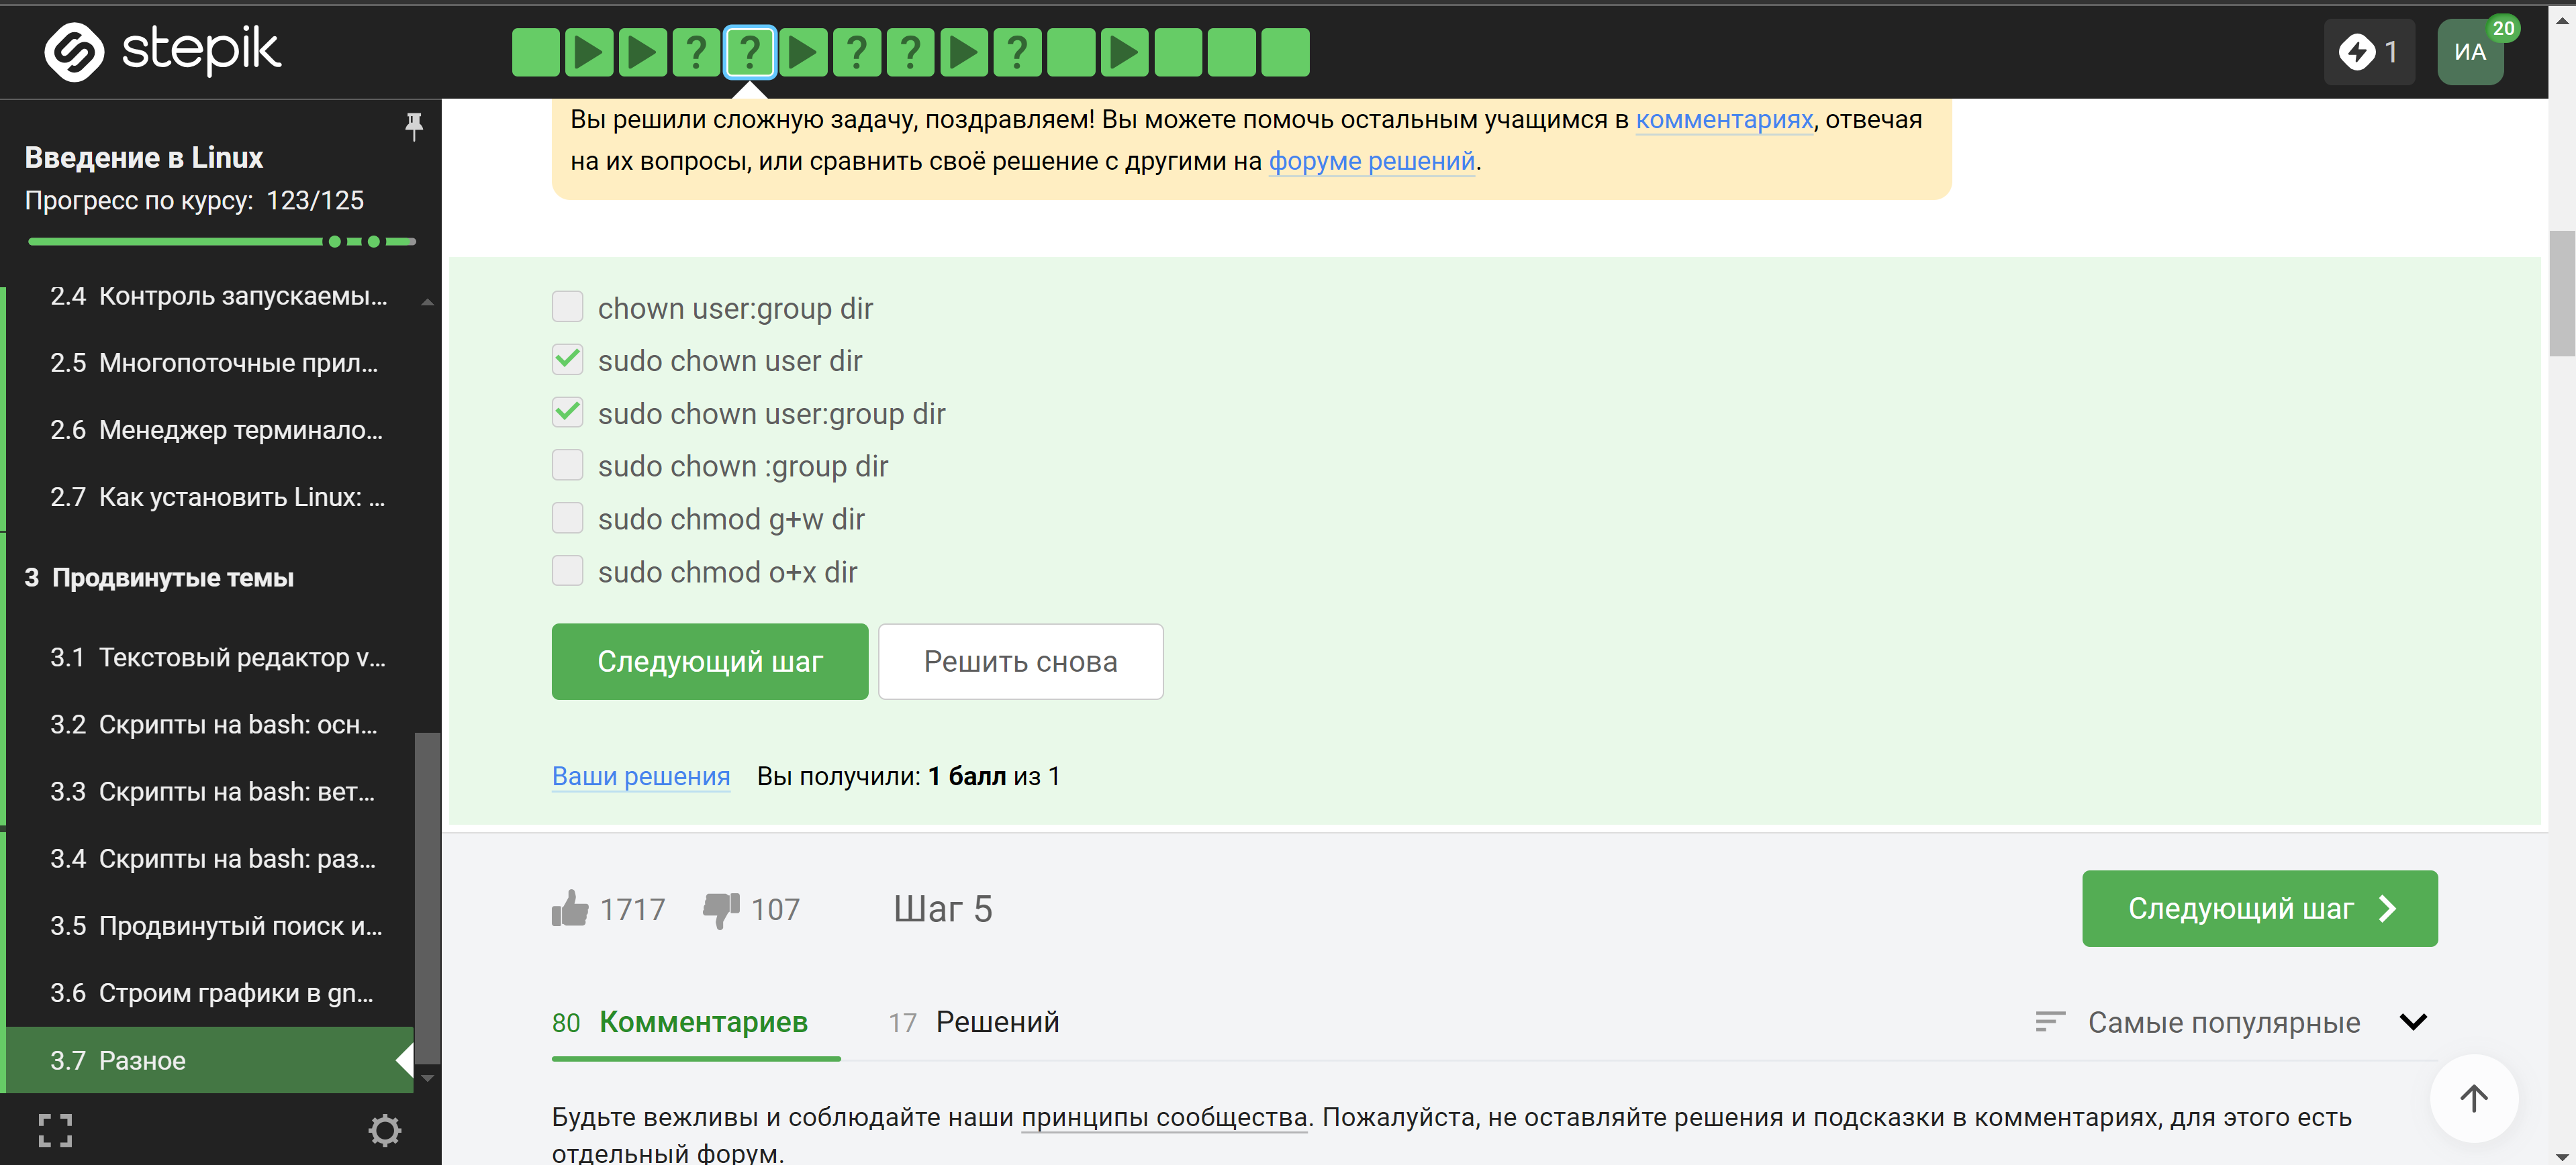 stepik
? ? ? ? ?
1
ИА
20
Введение в Linux
Прогресс по курсу: 123/125
2.4 Контроль запускаемы...
2.5 Многопоточные прил...
2.6 Менеджер терминало...
2.7 Как установить Linux: ...
3 Продвинутые темы
3.1 Текстовый редактор v...
3.2 Скрипты на bash: осн...
3.3 Скрипты на bash: вет...
3.4 Скрипты на bash: раз...
3.5 Продвинутый поиск и...
3.6 Строим графики в gn...
3.7 Разное
Вы решили сложную задачу, поздравляем! Вы можете помочь остальным учащимся в комментариях, отвечая
на их вопросы, или сравнить своё решение с другими на форуме решений.
chown user:group dir
sudo chown user dir
sudo chown user:group dir
sudo chown :group dir
sudo chmod g+w dir
sudo chmod o+x dir
Следующий шаг Решить снова
Ваши решения Вы получили: 1 балл из 1
1717 107 Шаг 5 Следующий шаг
80 Комментариев 17 Решений Самые популярные
Будьте вежливы и соблюдайте наши принципы сообщества. Пожалуйста, не оставляйте решения и подсказки в комментариях, для этого есть
отдельный форум.